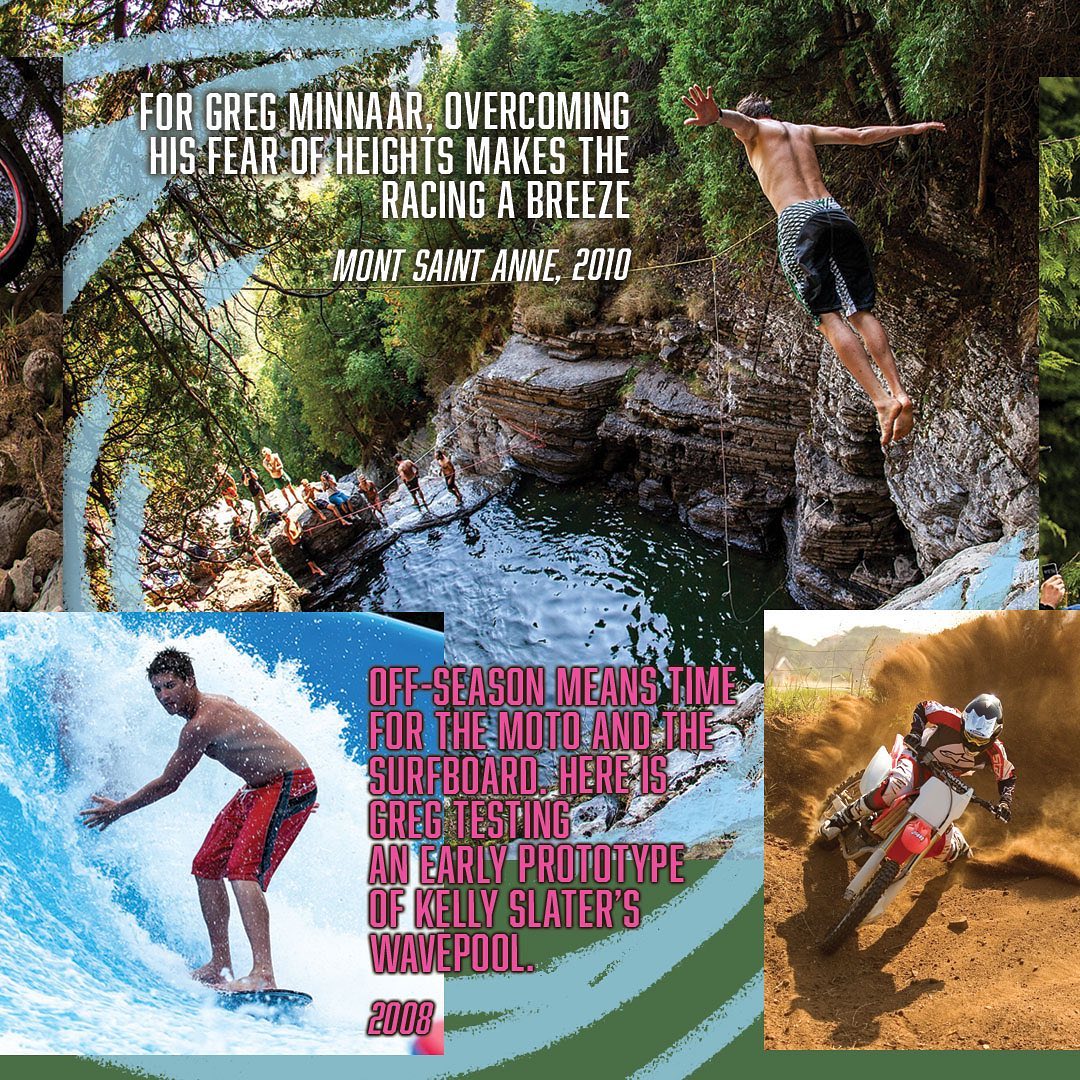 FOR GREG MINNAAR, OVERCOMING
HIS FEAR OF HEIGHTS MAKES THE
RACING A BREEZE
MONT SAINT ANNE, 2010
OFF-SEASON MEANS TIME
FOR THE MOTO AND THE
SURFBOARD. HERE IS
GREG TESTING
AN EARLY PROTOTYPE
OF KELLY SLATER'S
WAVEPOOL.
2008